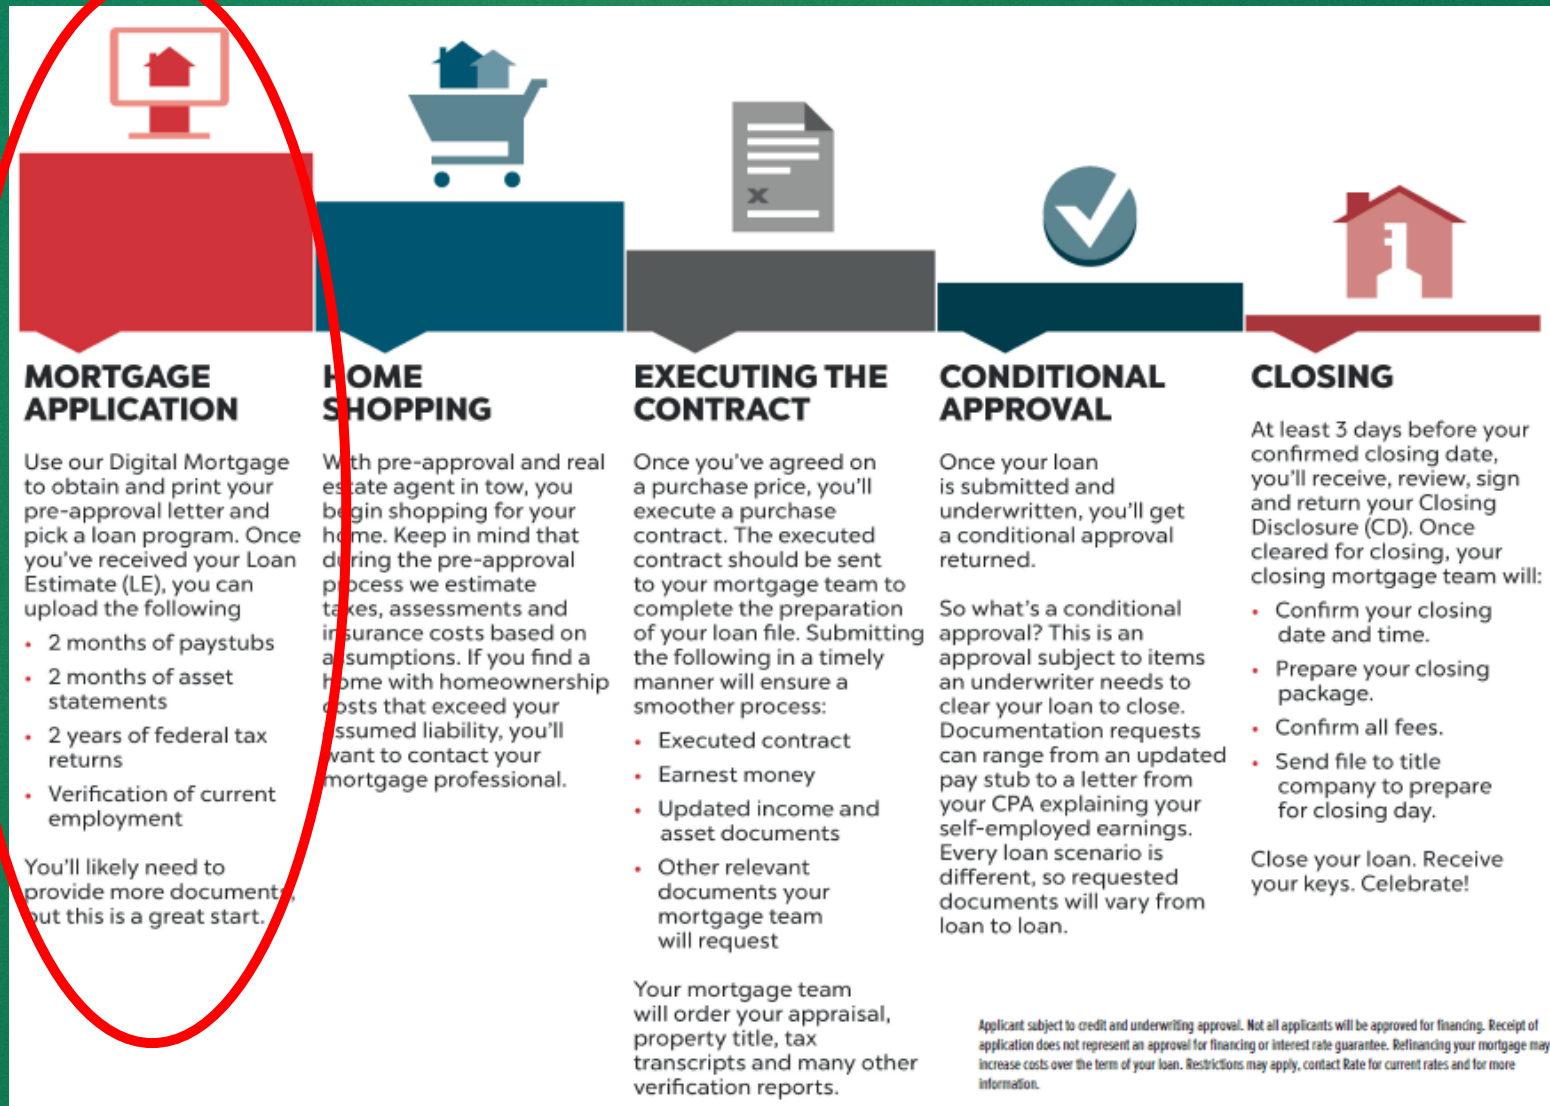 MORTGAGE
APPLICATION
Use our Digital Mortgage
to obtain and print your
pre-approval letter and
pick a loan program. Once
you've received your Loan
Estimate (LE), you can
upload the following
• 2 months of paystubs
• 2 months of asset
statements
• 2 years of federal tax
returns
• Verification of current
employment
You'll likely need to
provide more documents,
but this is a great start.
HOME
SHOPPING
With pre-approval and real
estate agent in tow, you
begin shopping for your
home. Keep in mind that
during the pre-approval
process we estimate
taxes, assessments and
insurance costs based on
assumptions. If you find a
home with homeownership
costs that exceed your
assumed liability, you'll
want to contact your
mortgage professional.
EXECUTING THE
CONTRACT
Once you've agreed on
a purchase price, you'll
execute a purchase
contract. The executed
contract should be sent
to your mortgage team to
complete the preparation
of your loan file. Submitting
the following in a timely
manner will ensure a
smoother process:
• Executed contract
• Earnest money
• Updated income and
asset documents
• Other relevant
documents your
mortgage team
will request
Your mortgage team
will order your appraisal,
property title, tax
transcripts and many other
verification reports.
CONDITIONAL
APPROVAL
Once your loan
is submitted and
underwritten, you'll get
a conditional approval
returned.
So what's a conditional
approval? This is an
approval subject to items
an underwriter needs to
clear your loan to close.
Documentation requests
can range from an updated
pay stub to a letter from
your CPA explaining your
self-employed earnings.
Every loan scenario is
different, so requested
documents will vary from
loan to loan.
CLOSING
At least 3 days before your
confirmed closing date,
you'll receive, review, sign
and return your Closing
Disclosure (CD). Once
cleared for closing, your
closing mortgage team will:
• Confirm your closing
date and time.
• Prepare your closing
package.
• Confirm all fees.
• Send file to title
company to prepare
for closing day.
Close your loan. Receive
your keys. Celebrate!
Applicant subject to credit and underwriting approval. Not all applicants will be approved for financing. Receipt of
application does not represent an approval for financing or interest rate guarantee. Refinancing your mortgage may
increase costs over the term of your loan. Restrictions may apply, contact Rate for current rates and for more
information.